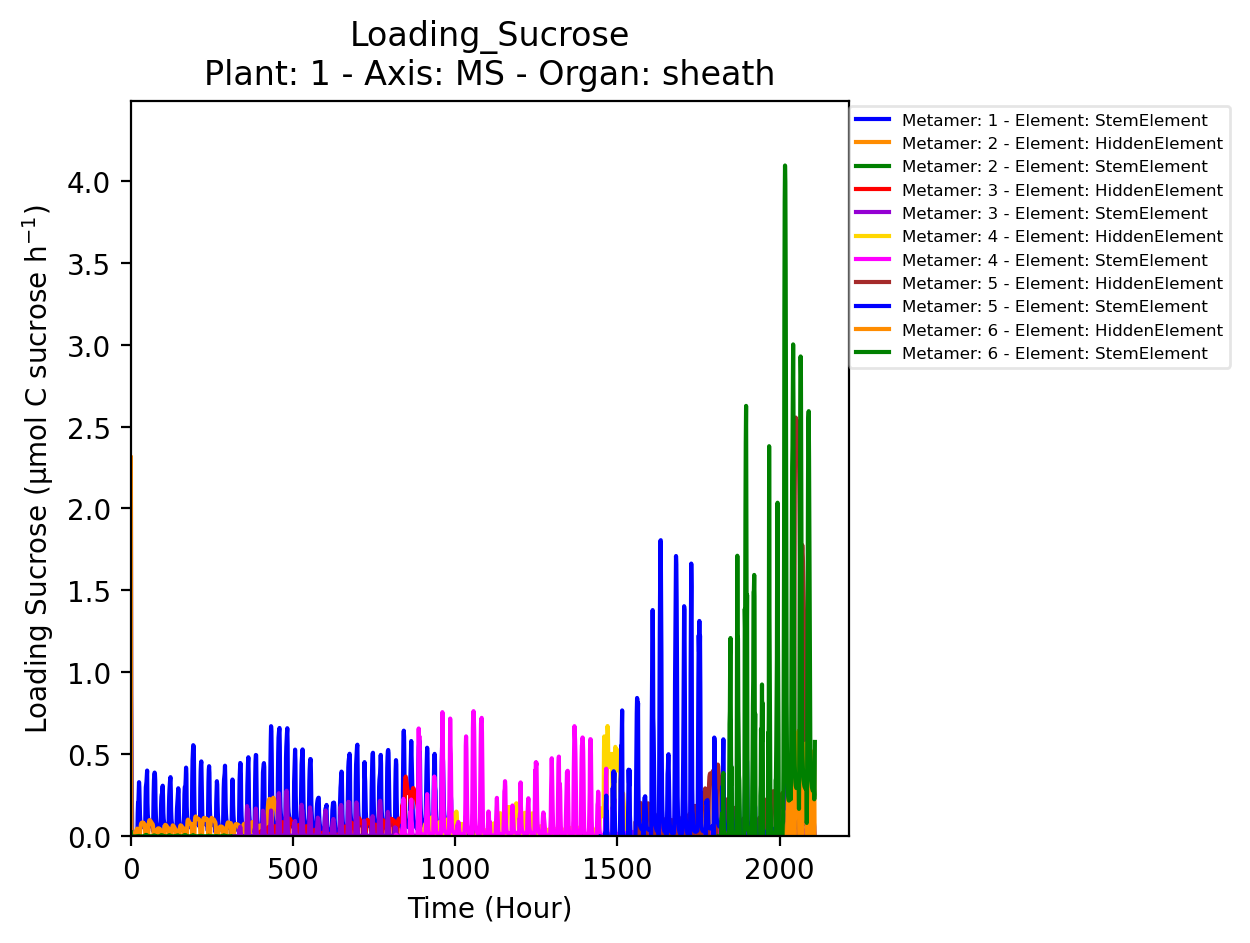 Loading_Sucrose
Plant: 1 - Axis: MS - Organ: sheath
Metamer: 1 - Element: StemElement
Metamer: 2 - Element: HiddenElement
Metamer: 2 - Element: StemElement
Metamer: 3 - Element: HiddenElement
Metamer: 3 - Element: StemElement
Metamer: 4 - Element: HiddenElement
Metamer: 4 - Element: StemElement
Metamer: 5 - Element: HiddenElement
Metamer: 5 - Element: StemElement
Metamer: 6 - Element: HiddenElement
Metamer: 6 - Element: StemElement
Loading Sucrose (µmol C sucrose h⁻¹)
4.0
3.5
3.0
2.5
2.0
1.5
1.0
0.5
0.0
0 500 1000 1500 2000
Time (Hour)